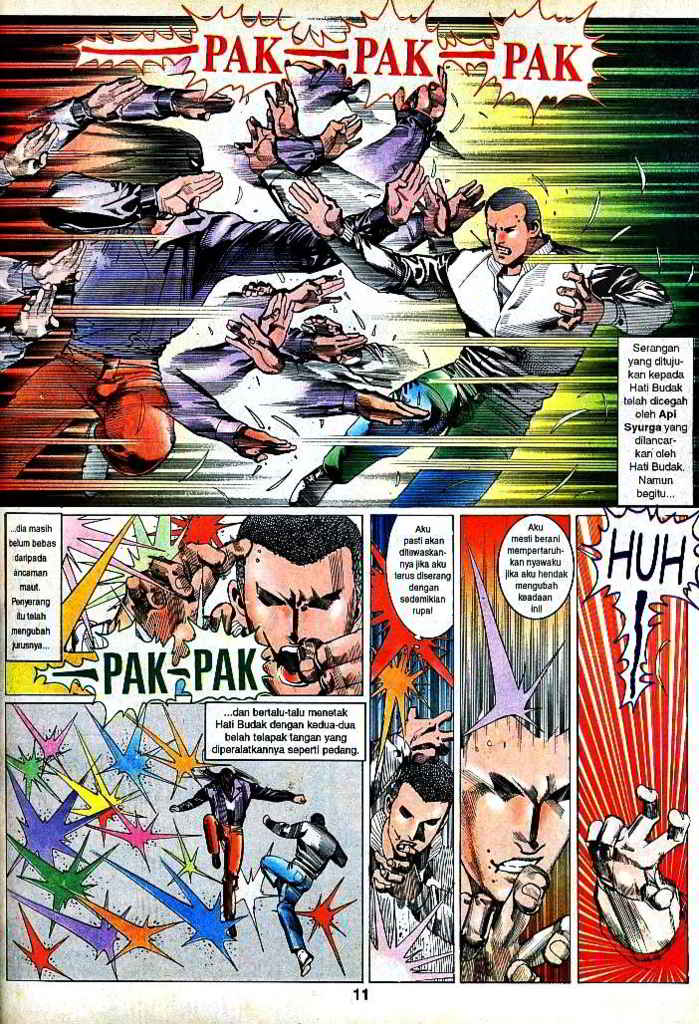 PAK — PAK — PAK
Serangan
yang dituju-
kan kepada
Hati Budak
telah dicegah
oleh Api
Syurga yang
dilancar-
kan oleh
Hati Budak.
Namun
begitu...
...dia masih
belum bebas
daripada
ancaman
maut.
Penyerang
itu telah
mengubah
jurusnya...
PAK - PAK
...dan bertalu-talu menetak
Hati Budak dengan kedua-dua
belah telapak tangan yang
diperalatkannya seperti pedang.
Aku
pasti akan
ditewaskan-
nya jika aku
terus diserang
dengan
sedemikian
rupa!
Aku
mesti berani
mempertaruh-
kan nyawaku
jika aku hendak
mengubah
keadaan
ini!
HUH
11